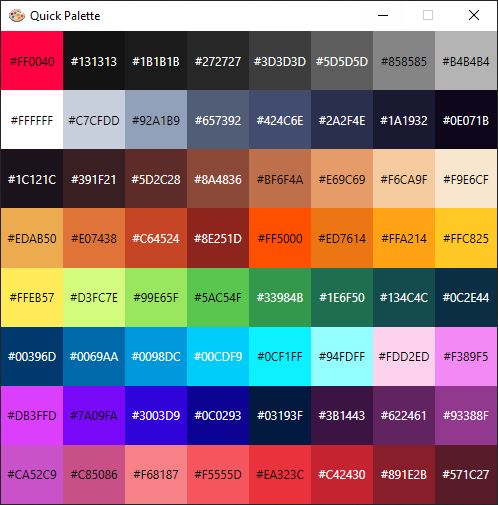 Quick Palette
#FF0040 #131313 #1B1B1B #272727 #3D3D3D #5D5D5D #858585 #B4B4B4
#FFFFFF #C7CFDD #92A1B9 #657392 #424C6E #2A2F4E #1A1932 #0E071B
#1C121C #391F21 #5D2C28 #8A4836 #BF6F4A #E69C69 #F6CA9F #F9E6CF
#EDAB50 #E07438 #C64524 #8E251D #FF5000 #ED7614 #FFA214 #FFC825
#FFEB57 #D3FC7E #99E65F #5AC54F #33984B #1E6F50 #134C4C #0C2E44
#00396D #0069AA #0098DC #00CDF9 #0CF1FF #94FDFF #FDD2ED #F389F5
#DB3FFD #7A09FA #3003D9 #0C0293 #03193F #3B1443 #622461 #93388F
#CA52C9 #C85086 #F68187 #F5555D #EA323C #C42430 #891E2B #571C27